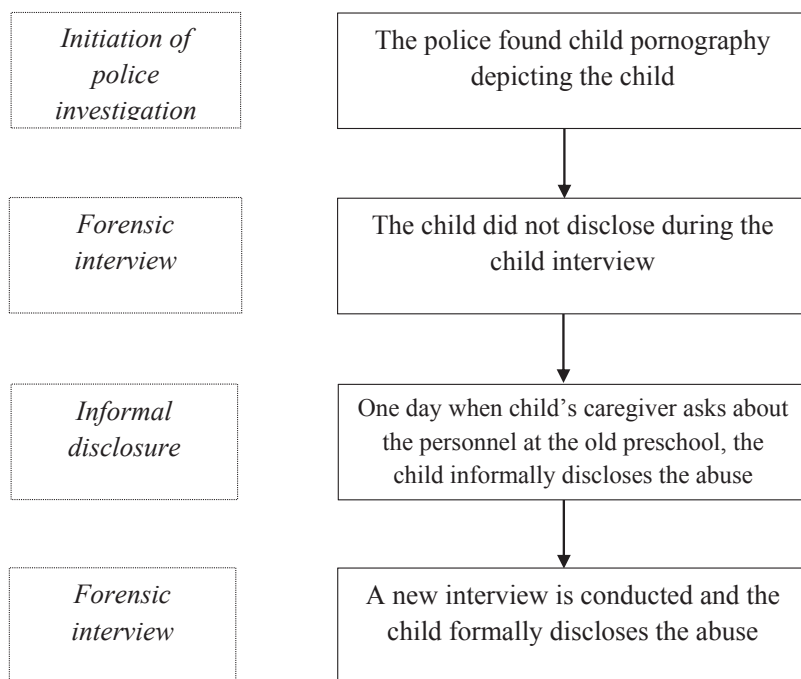 Initiation of
police
investigation
The police found child pornography
depicting the child
Forensic
interview
The child did not disclose during the
child interview
Informal
disclosure
One day when child's caregiver asks about
the personnel at the old preschool, the
child informally discloses the abuse
Forensic
interview
A new interview is conducted and the
child formally discloses the abuse